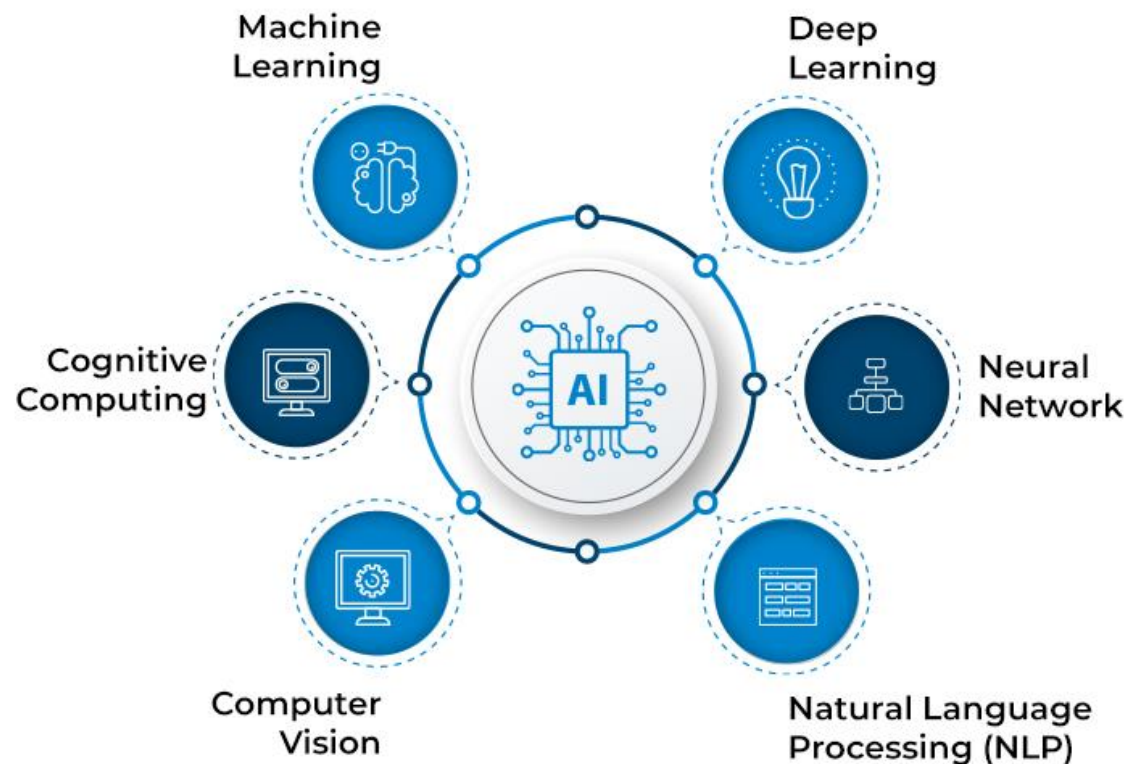 Machine
Learning
Deep
Learning
Cognitive
Computing
AI
Neural
Network
Computer
Vision
Natural Language
Processing (NLP)